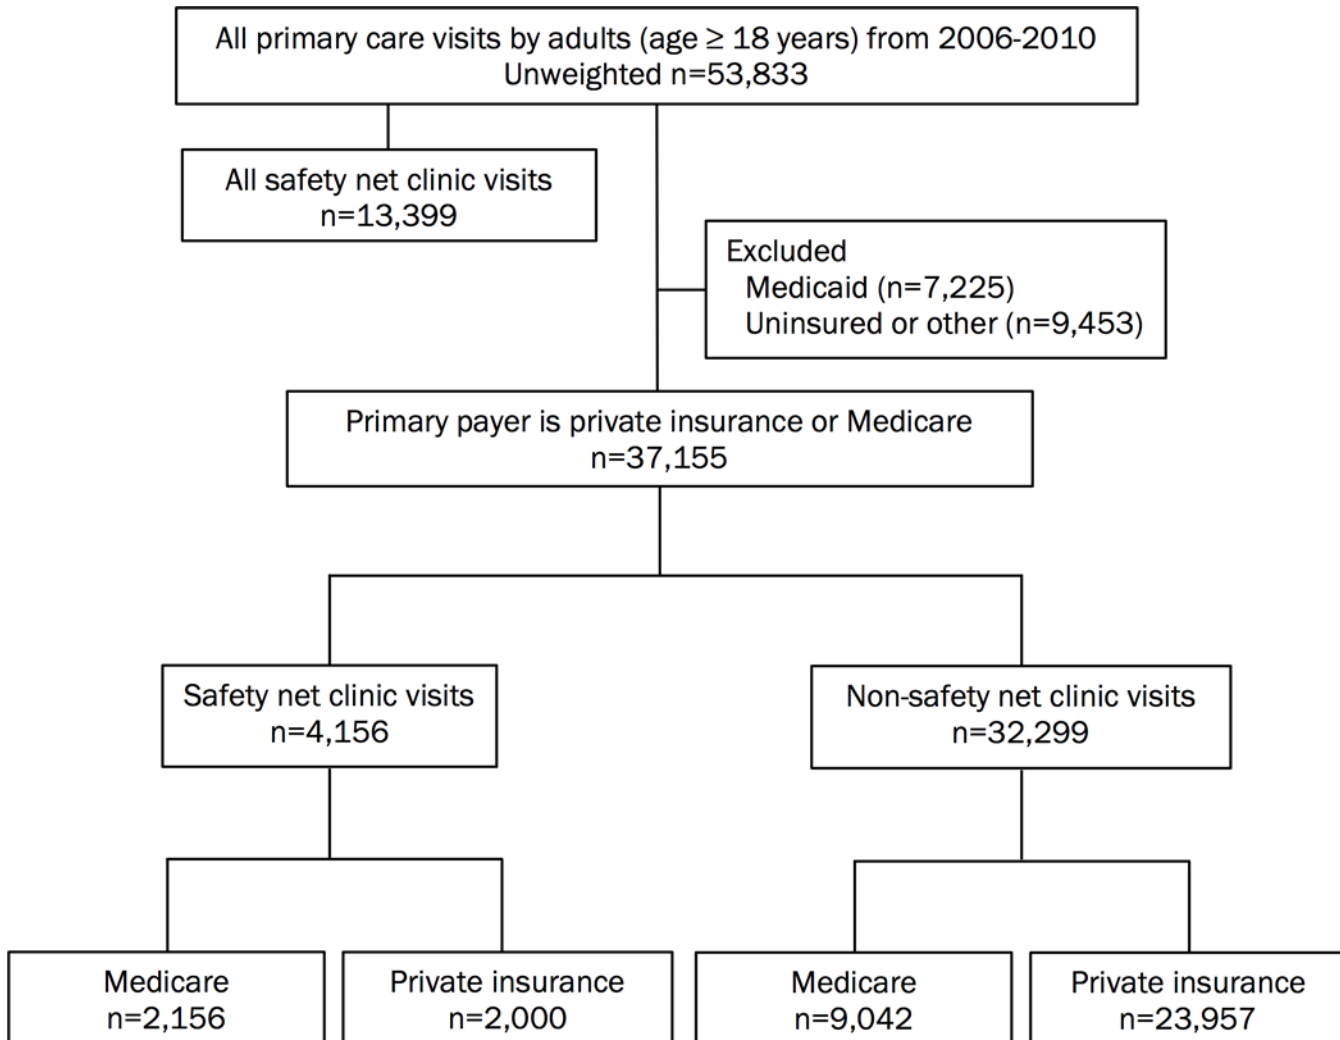 All primary care visits by adults (age ≥ 18 years) from 2006-2010
Unweighted n=53,833
All safety net clinic visits
n=13,399
Excluded
Medicaid (n=7,225)
Uninsured or other (n=9,453)
Primary payer is private insurance or Medicare
n=37,155
Safety net clinic visits
n=4,156
Non-safety net clinic visits
n=32,299
Medicare
n=2,156
Private insurance
n=2,000
Medicare
n=9,042
Private insurance
n=23,957